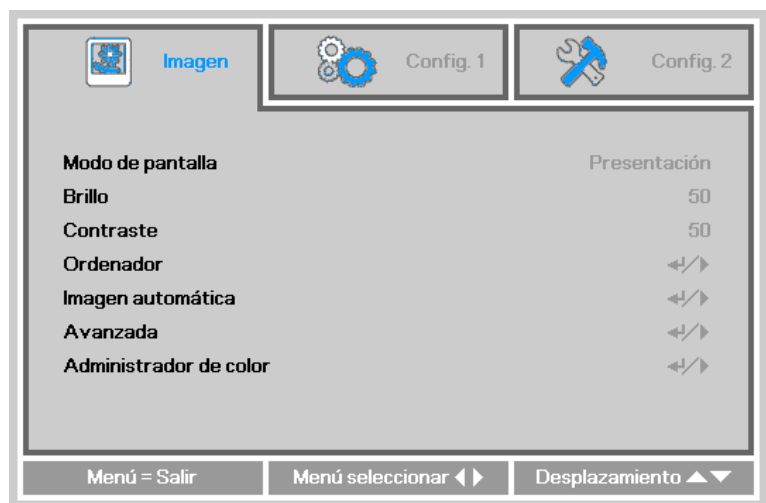 Imagen Config. 1 Config. 2
Modo de pantalla Presentación
Brillo 50
Contraste 50
Ordenador
Imagen automática
Avanzada
Administrador de color
Menú = Salir Menú seleccionar Desplazamiento